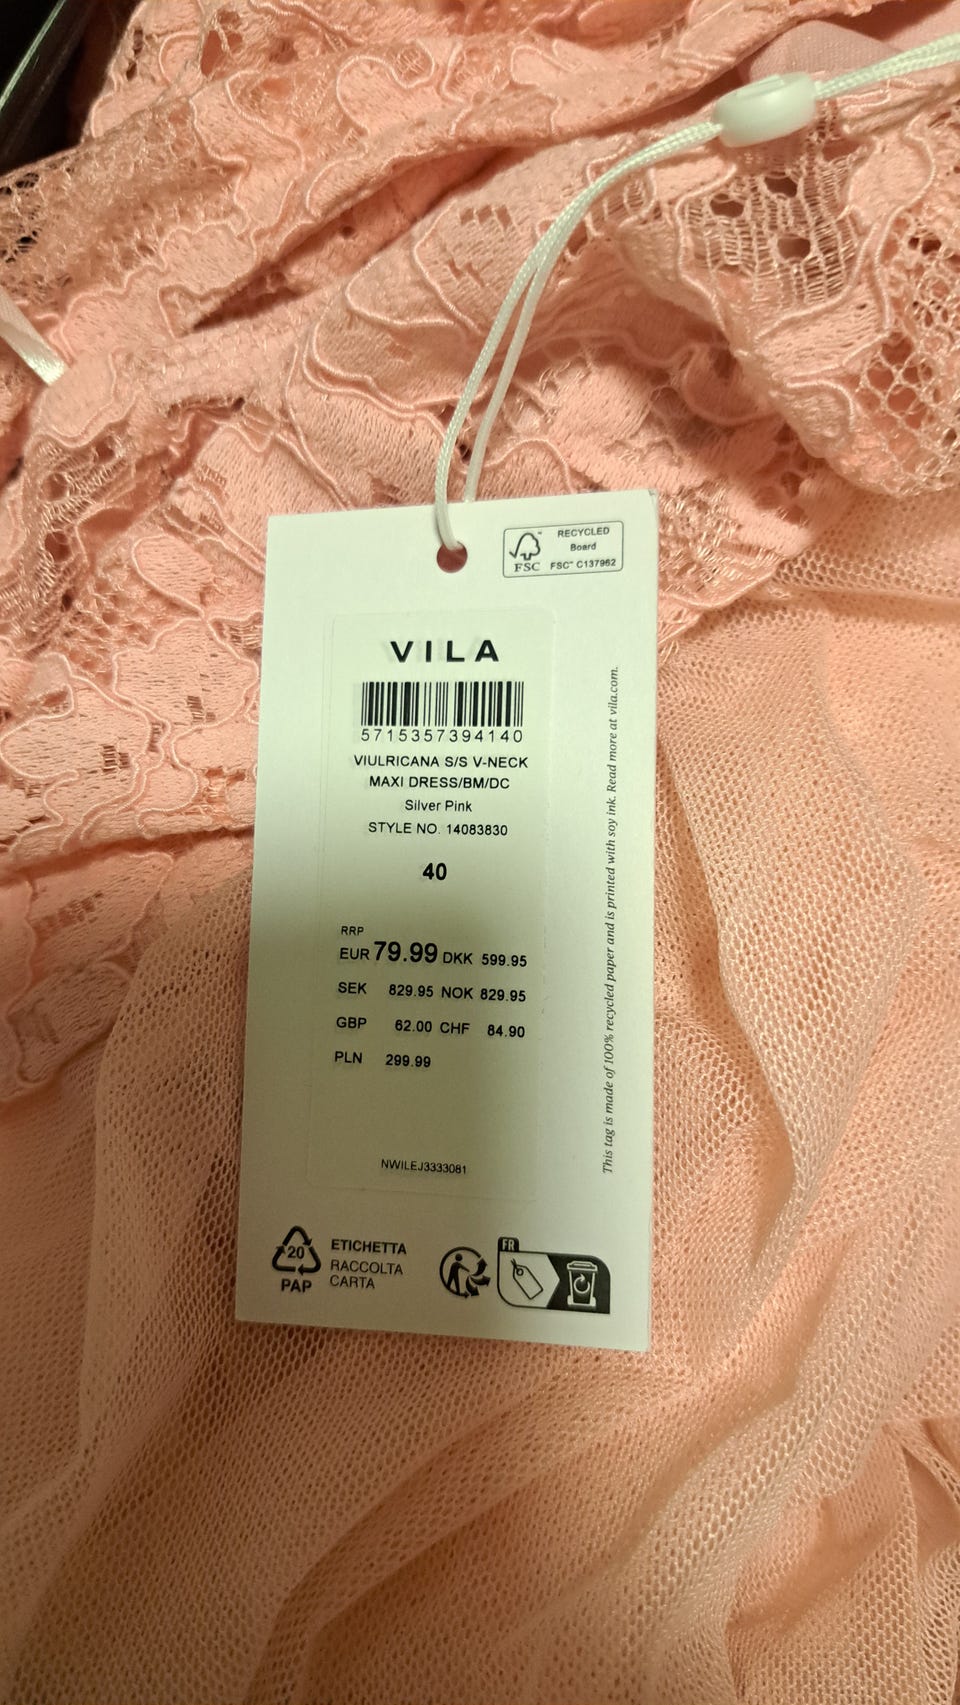 RECYCLED
Board
FSC™ C137962
FSC
VILA
5715357394140
VIULRICANA S/S V-NECK
MAXI DRESS/BM/DC
Silver Pink
STYLE NO. 14083830
40
RRP
EUR 79.99 DKK 599.95
SEK 829.95 NOK 829.95
GBP 62.00 CHF 84.90
PLN 299.99
NWILEJ3333081
This tag is made of 100% recycled paper and is printed with soy ink. Read more at vila.com.
20
PAP
ETICHETTA
RACCOLTA
CARTA
FR